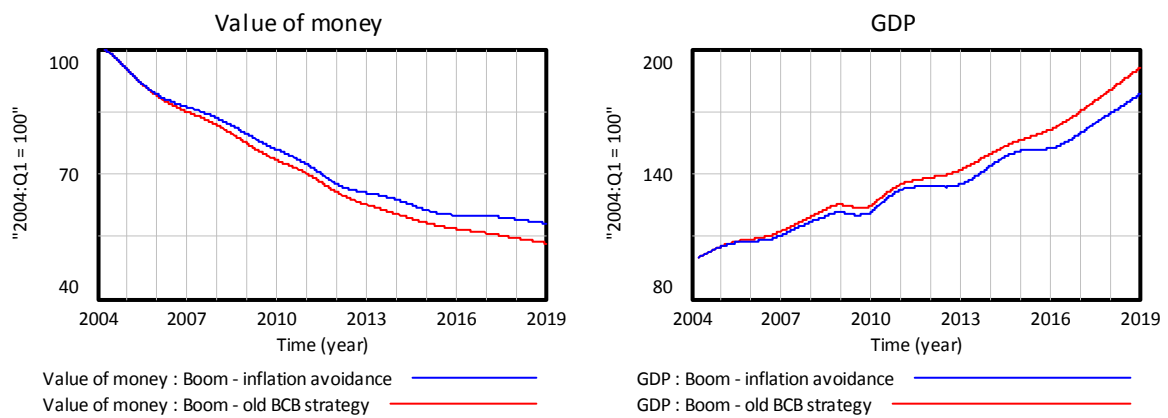 Value of money
100
70
40
"2004:Q1 = 100"
2004 2007 2010 2013 2016 2019
Time (year)
Value of money : Boom - inflation avoidance
Value of money : Boom - old BCB strategy
GDP
200
140
80
"2004:Q1 = 100"
2004 2007 2010 2013 2016 2019
Time (year)
GDP : Boom - inflation avoidance
GDP : Boom - old BCB strategy